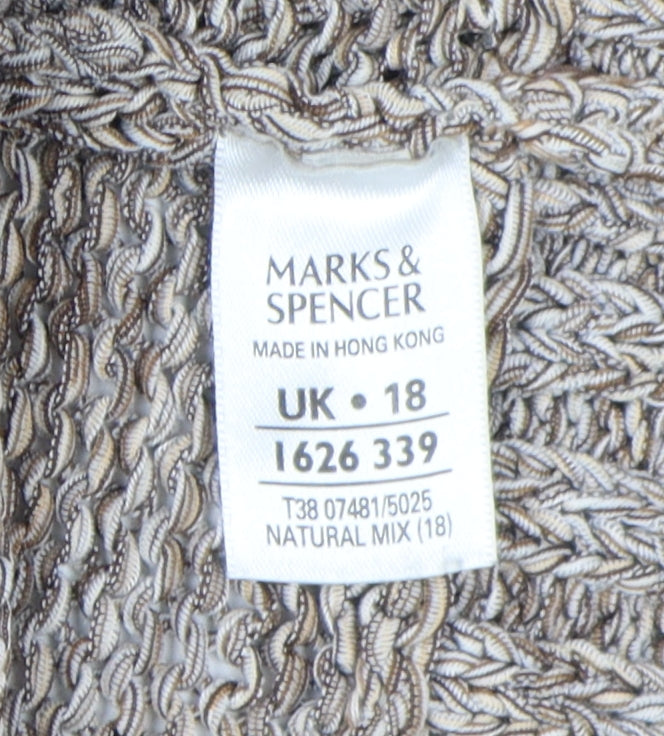 MARKS &
SPENCER
MADE IN HONG KONG
UK • 18
1626 339
T38 07481/5025
NATURAL MIX (18)